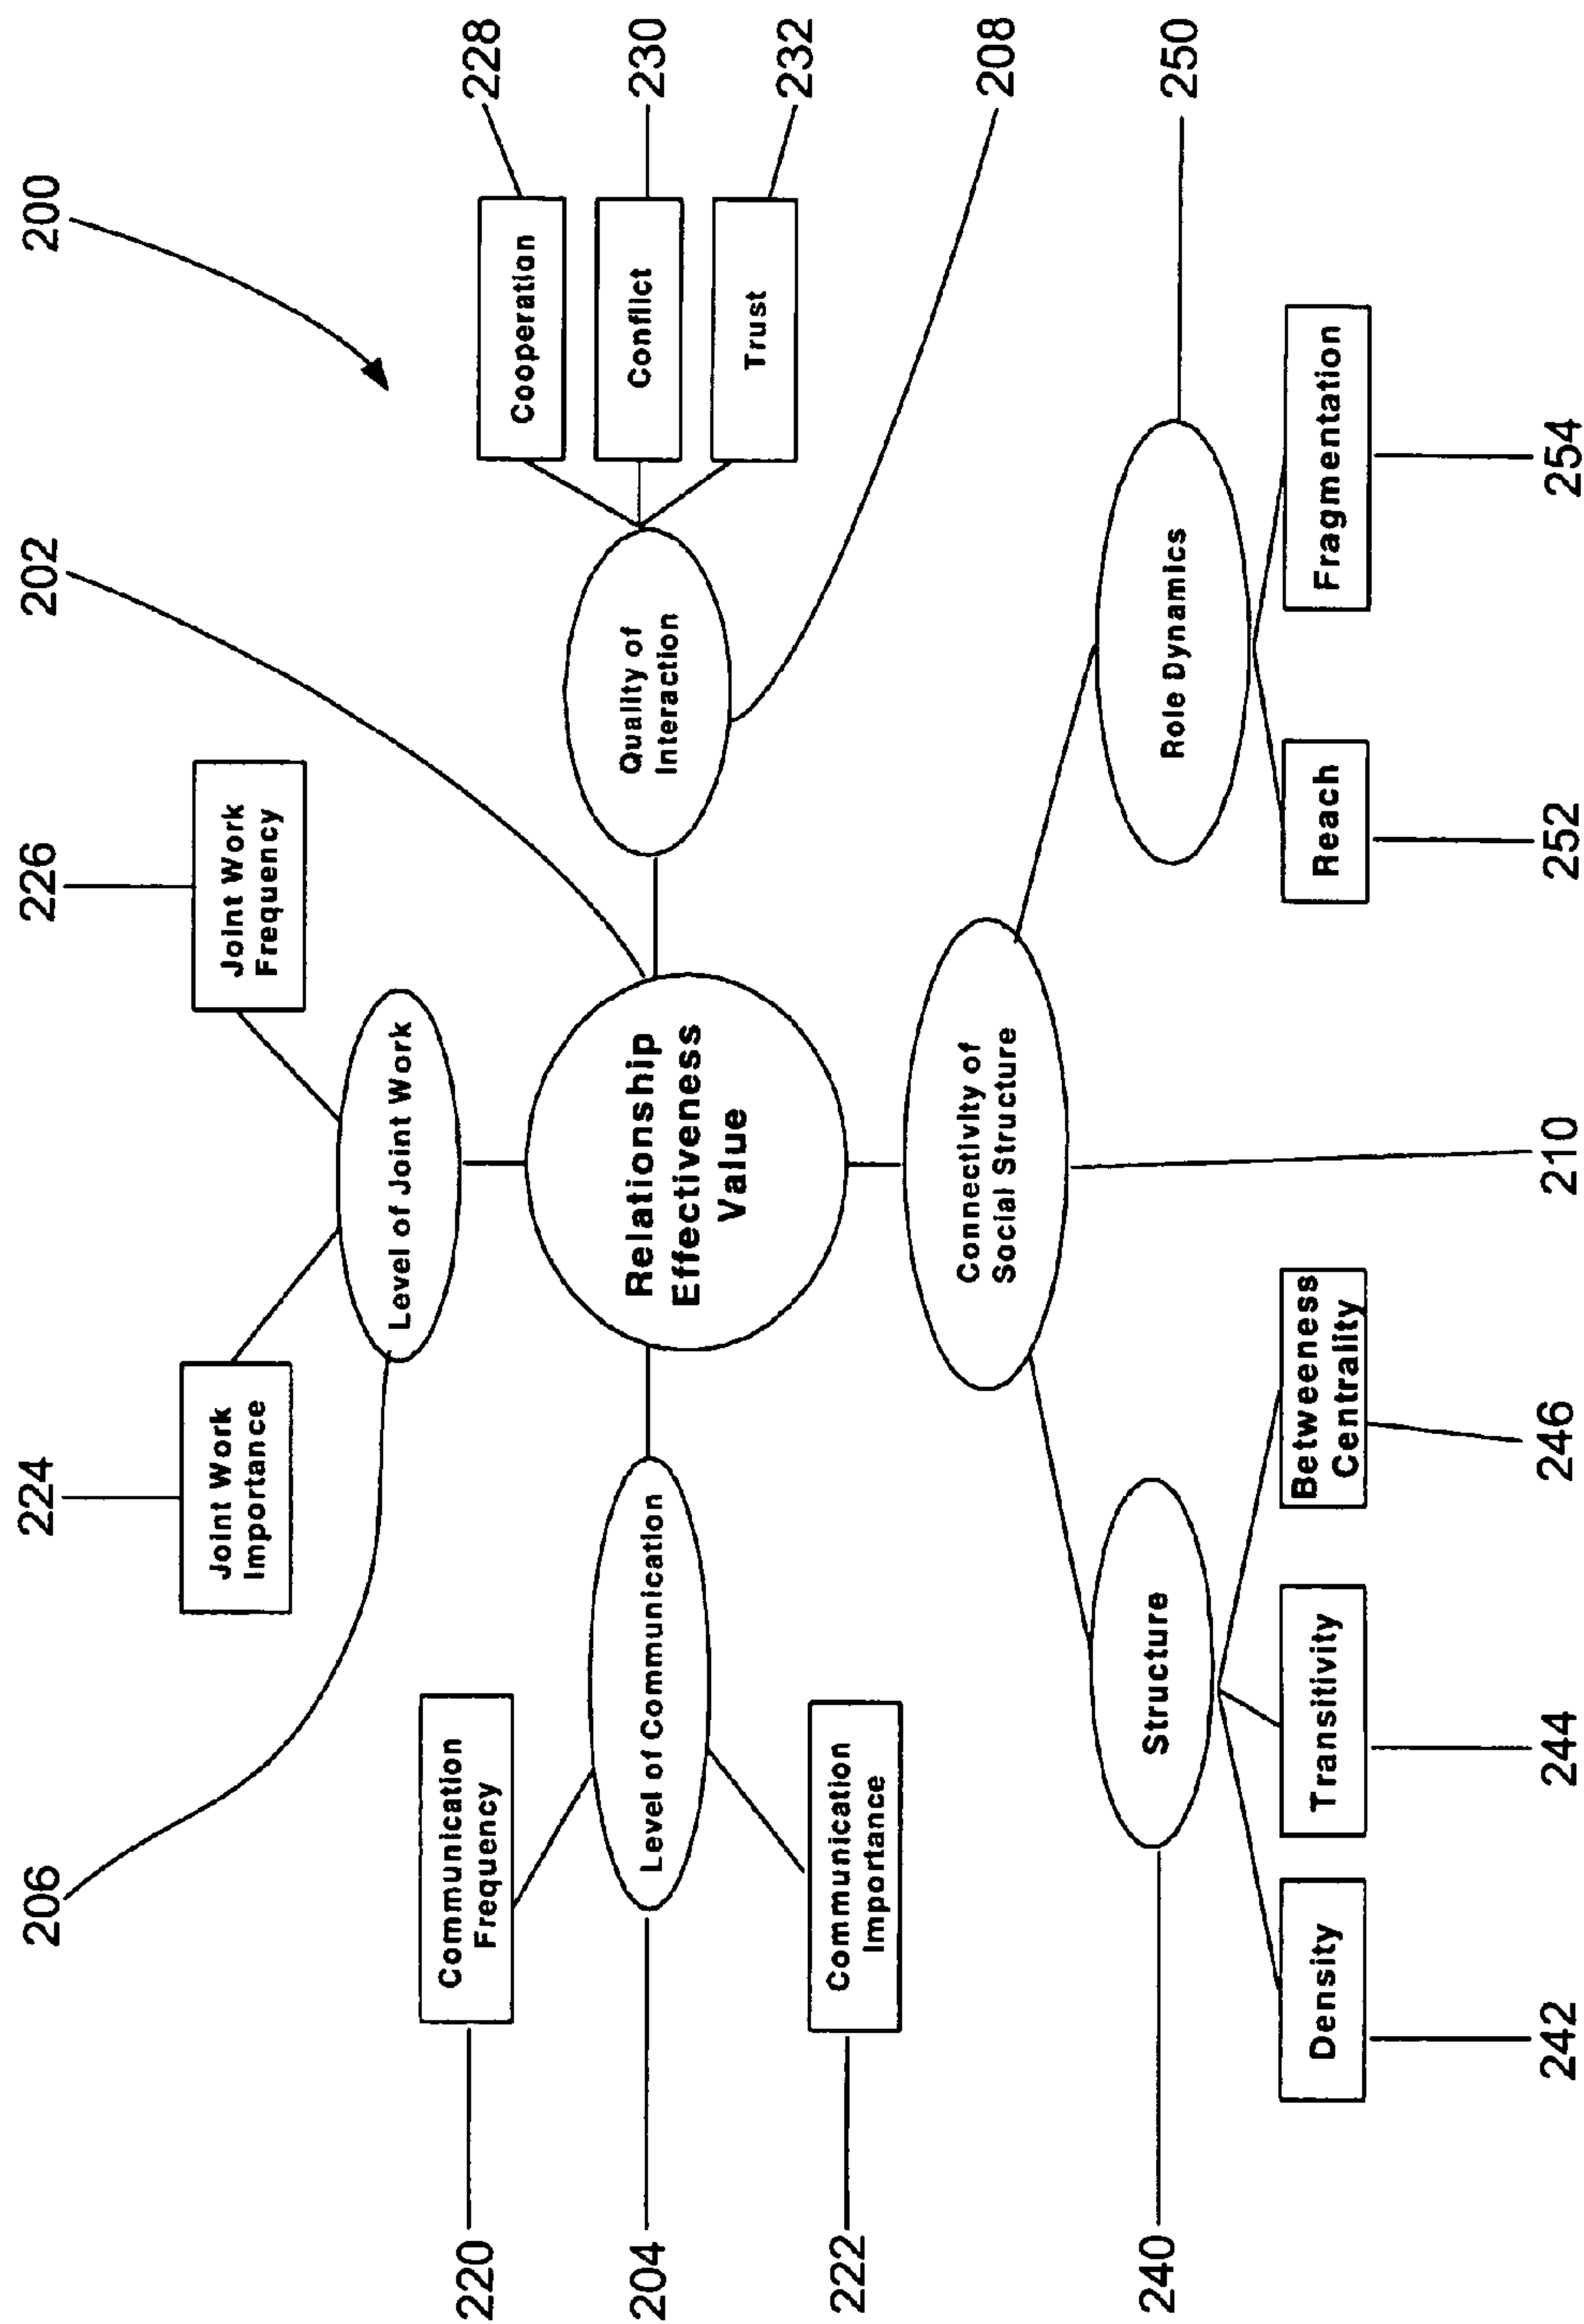 206
224
226
202
200
Joint Work
Importance
Joint Work
Frequency
Level of Joint Work
220
Communication
Frequency
204
Level of Communication
222
Communication
Importance
Relationship
Effectiveness
Value
Quality of
Interaction
Cooperation
228
Conflict
230
Trust
232
208
Connectivity of
Social Structure
240
Structure
Role Dynamics
250
Density
Transitivity
Betweeness
Centrality
Reach
Fragmentation
242
244
246
210
252
254